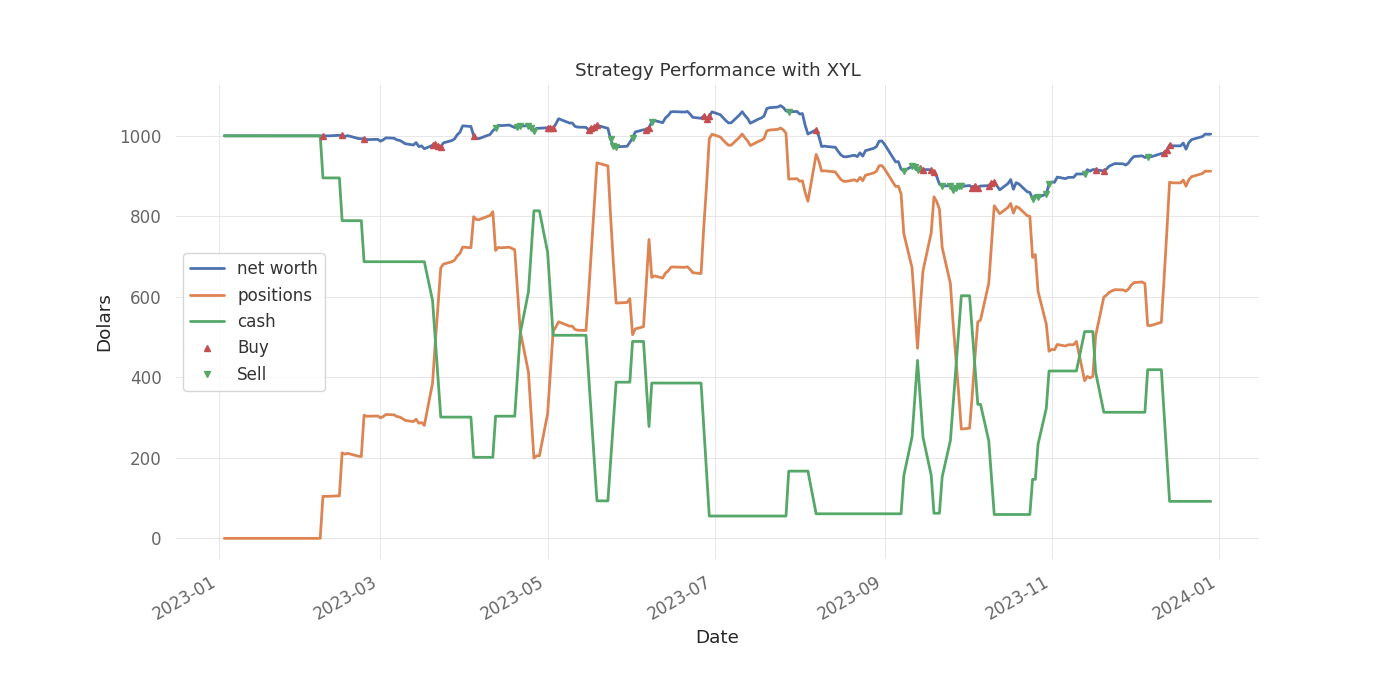 Strategy Performance with XYL
1000
800
600
400
200
0
Dolars
net worth
positions
cash
Buy
Sell
2023-01
2023-03
2023-05
2023-07
2023-09
2023-11
2024-01
Date